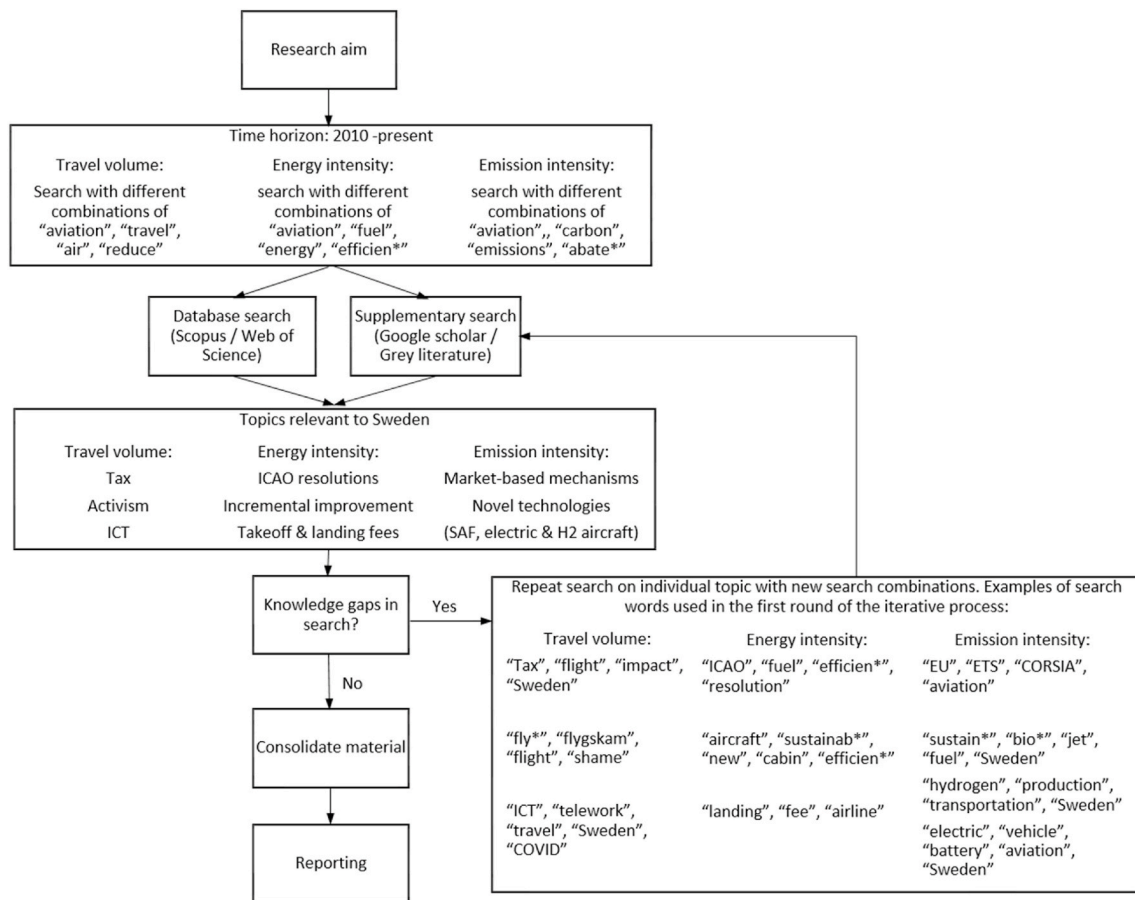 Research aim
Time horizon: 2010 -present
Travel volume:
Search with different
combinations of
“aviation”, “travel”,
“air”, “reduce”
Energy intensity:
search with different
combinations of
“aviation”, “fuel”,
“energy”, “efficien*”
Emission intensity:
search with different
combinations of
“aviation”,, “carbon”,
“emissions”, “abate*”
Database search
(Scopus / Web of
Science)
Supplementary search
(Google scholar /
Grey literature)
Topics relevant to Sweden
Travel volume:
Tax
Activism
ICT
Energy intensity:
ICAO resolutions
Incremental improvement
Takeoff & landing fees
Emission intensity:
Market-based mechanisms
Novel technologies
(SAF, electric & H2 aircraft)
Knowledge gaps in
search?
Yes
No
Consolidate material
Reporting
Repeat search on individual topic with new search combinations. Examples of search
words used in the first round of the iterative process:
Travel volume:
“Tax”, “flight”, “impact”,
“Sweden”
“fly*”, “flygskam”,
“flight”, “shame”
“ICT”, “telework”,
“travel”, “Sweden”,
“COVID”
Energy intensity:
“ICAO”, “fuel”, “efficien*”,
“resolution”
“aircraft”, “sustainab*”,
“new”, “cabin”, “efficien*”
“landing”, “fee”, “airline”
Emission intensity:
“EU”, “ETS”, “CORSIA”,
“aviation”
“sustain*”, “bio*”, “jet”,
“fuel”, “Sweden”
“hydrogen”, “production”,
“transportation”, “Sweden”
“electric”, “vehicle”,
“battery”, “aviation”,
“Sweden”